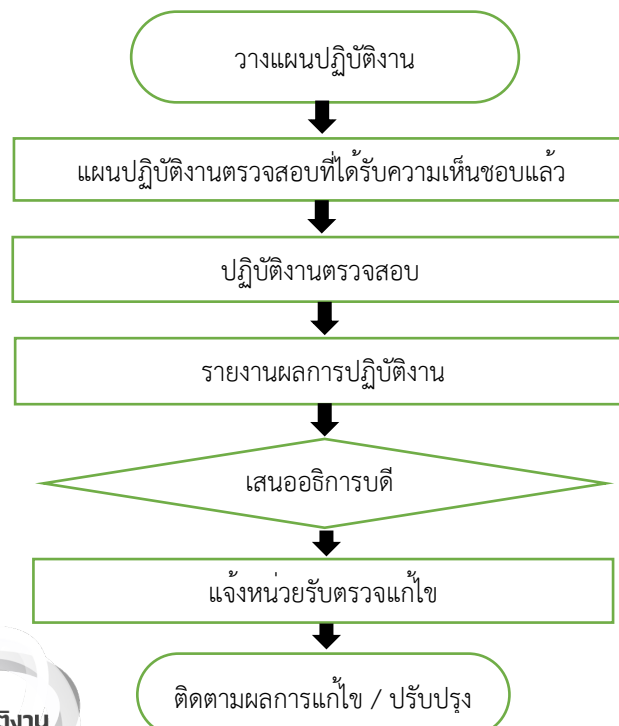 วางแผนปฏิบัติงาน
แผนปฏิบัติงานตรวจสอบที่ได้รับความเห็นชอบแล้ว
ปฏิบัติงานตรวจสอบ
รายงานผลการปฏิบัติงาน
เสนออธิการบดี
แจ้งหน่วยรับตรวจแก้ไข
ติดตามผลการแก้ไข / ปรับปรุง